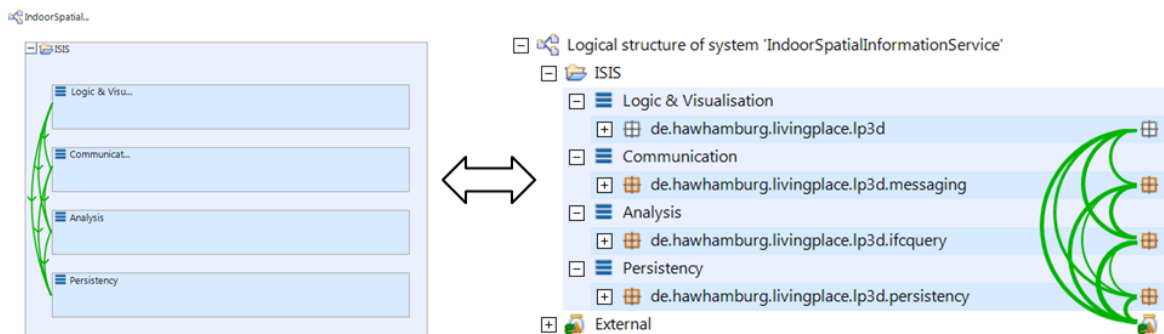 IndoorSpatial...
ISIS
Logic & Visu...
Communicat...
Analysis
Persistency
Logical structure of system 'IndoorSpatialInformationService'
ISIS
Logic & Visualisation
de.hawhamburg.livingplace.lp3d
Communication
de.hawhamburg.livingplace.lp3d.messaging
Analysis
de.hawhamburg.livingplace.lp3d.ifcquery
Persistency
de.hawhamburg.livingplace.lp3d.persistency
External